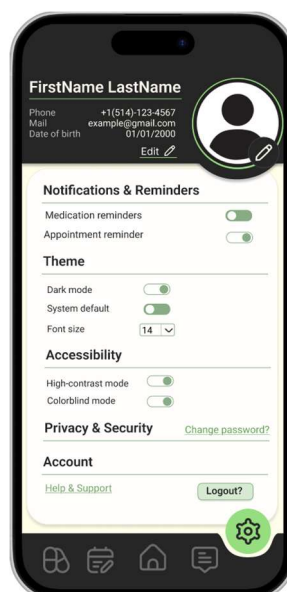 FirstName LastName
Phone +1(514)-123-4567
Mail example@gmail.com
Date of birth 01/01/2000
Edit
Notifications & Reminders
Medication reminders
Appointment reminder
Theme
Dark mode
System default
Font size 14
Accessibility
High-contrast mode
Colorblind mode
Privacy & Security Change password?
Account
Help & Support Logout?